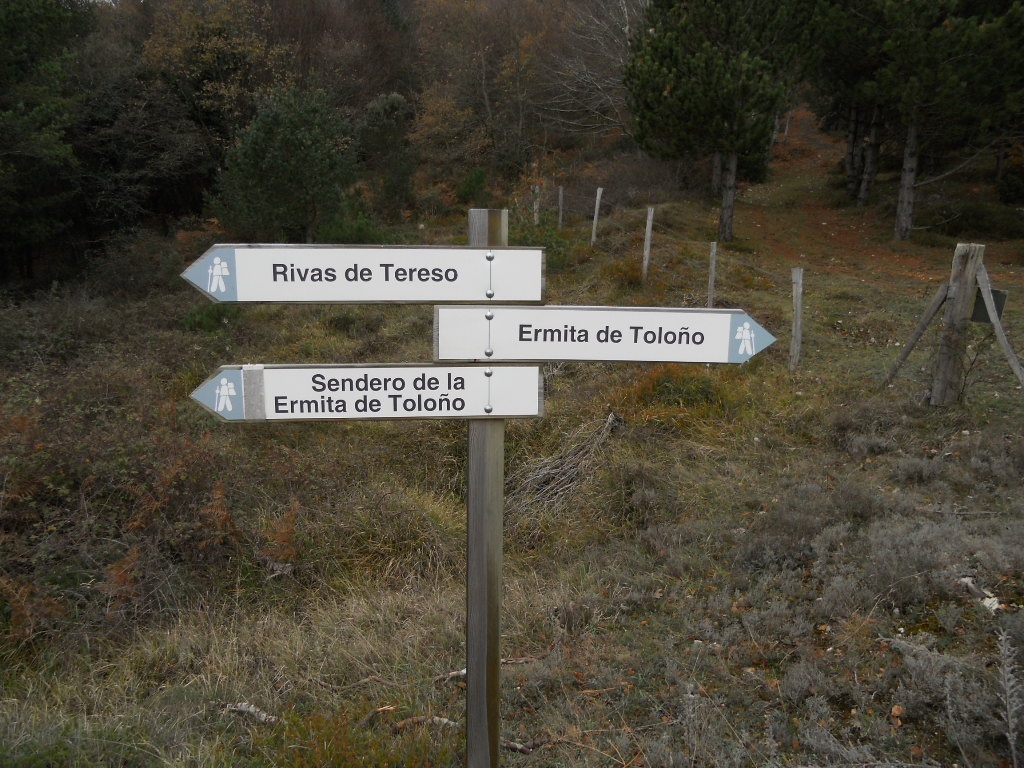 Rivas de Tereso
Ermita de Toloño
Sendero de la
Ermita de Toloño